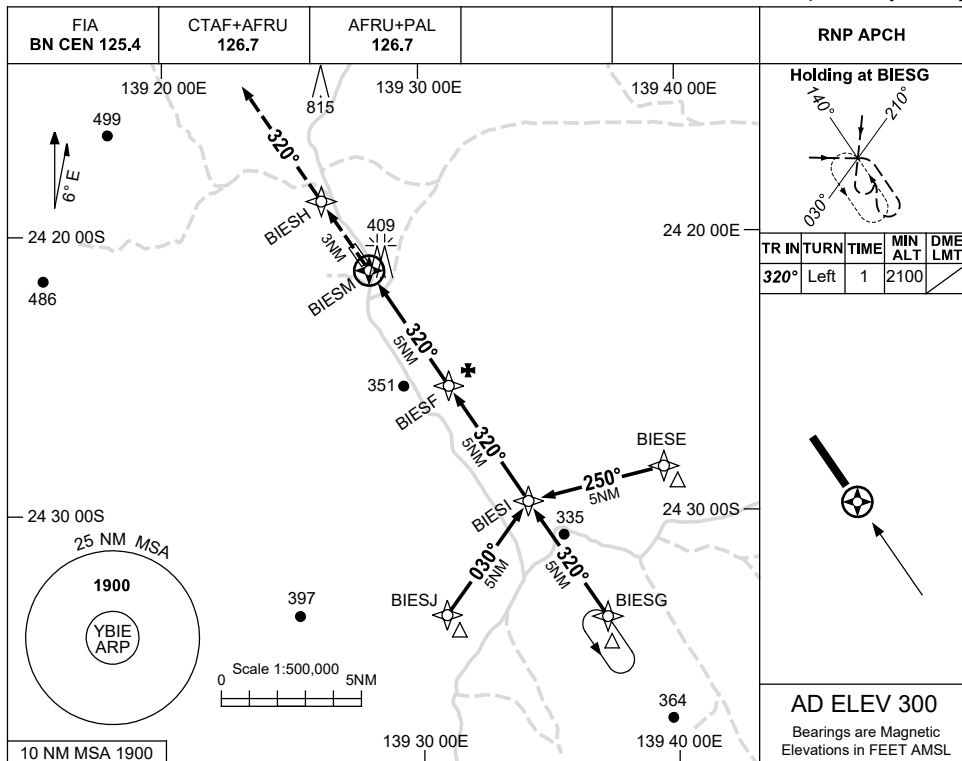 FIA
BN CEN 125.4
CTAF+AFRU
126.7
AFRU+PAL
126.7
RNP APCH
139 20 00E
139 30 00E
139 40 00E
815
499
6° E
320°
BIESH
3NM
409
24 20 00S
24 20 00E
486
BIESM
320°
5NM
351
BIESF
320°
5NM
BIESE
250°
5NM
BIESI
24 30 00S
24 30 00S
335
030°
5NM
320°
5NM
BIESJ
BIESG
397
364
25 NM MSA
1900
YBIE
ARP
Scale 1:500,000
0 5NM
10 NM MSA 1900
139 30 00E
139 40 00E
Holding at BIESG
140°
210°
030°
TR IN TURN TIME MIN ALT DME LMT
320° Left 1 2100
AD ELEV 300
Bearings are Magnetic
Elevations in FEET AMSL